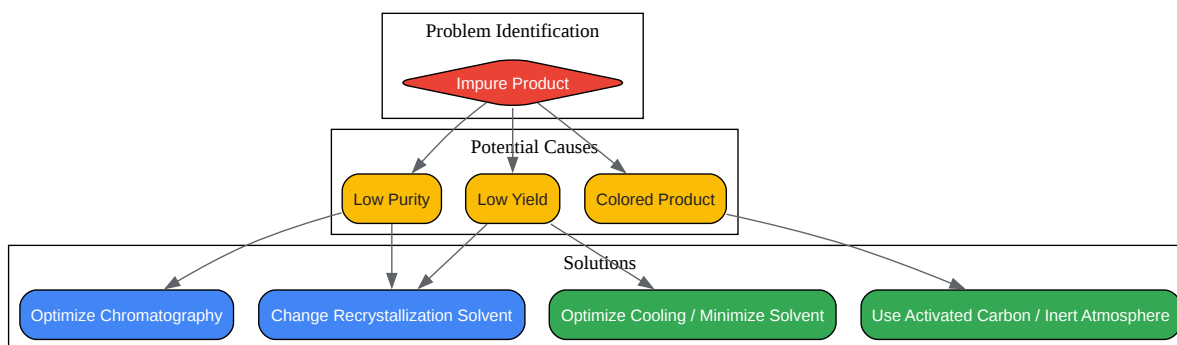 Problem Identification
Impure Product
Potential Causes
Low Purity
Low Yield
Colored Product
Solutions
Optimize Chromatography
Change Recrystallization Solvent
Optimize Cooling / Minimize Solvent
Use Activated Carbon / Inert Atmosphere